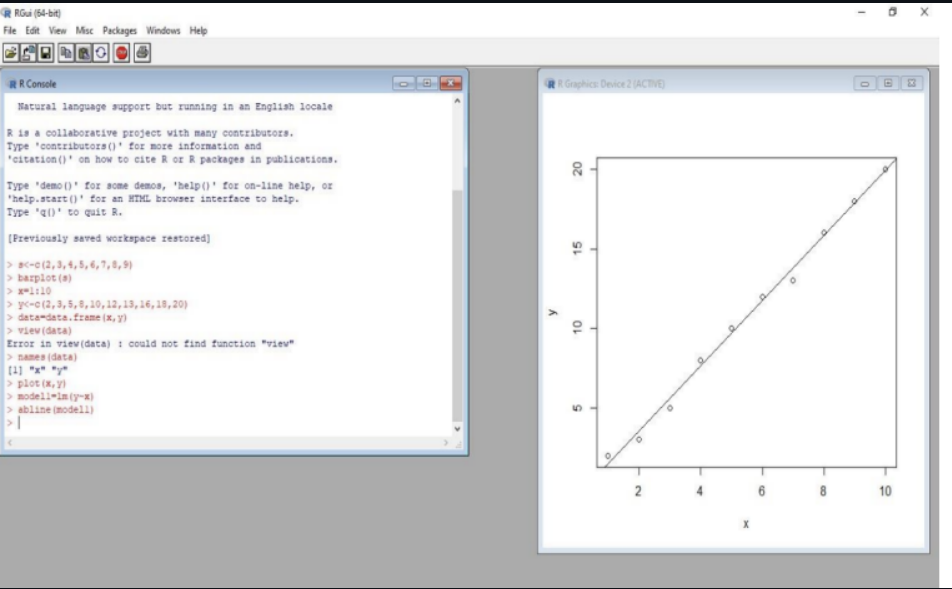 RGui (64-bit)
File Edit View Misc Packages Windows Help
STOP
R Console
Natural language support but running in an English locale
R is a collaborative project with many contributors.
Type 'contributors()' for more information and
'citation()' on how to cite R or R packages in publications.
Type 'demo()' for some demos, 'help()' for on-line help, or
'help.start()' for an HTML browser interface to help.
Type 'q()' to quit R.
[Previously saved workspace restored]
> s<-c(2,3,4,5,6,7,8,9)
> barplot(s)
> x=1:10
> y<-c(2,3,5,8,10,12,13,16,18,20)
> data=data.frame(x,y)
> view(data)
Error in view(data) : could not find function "view"
> names(data)
[1] "x" "y"
> plot(x,y)
> model1=lm(y~x)
> abline(model1)
>
R Graphics: Device 2 (ACTIVE)
20
15
10
5
y
2 4 6 8 10
x